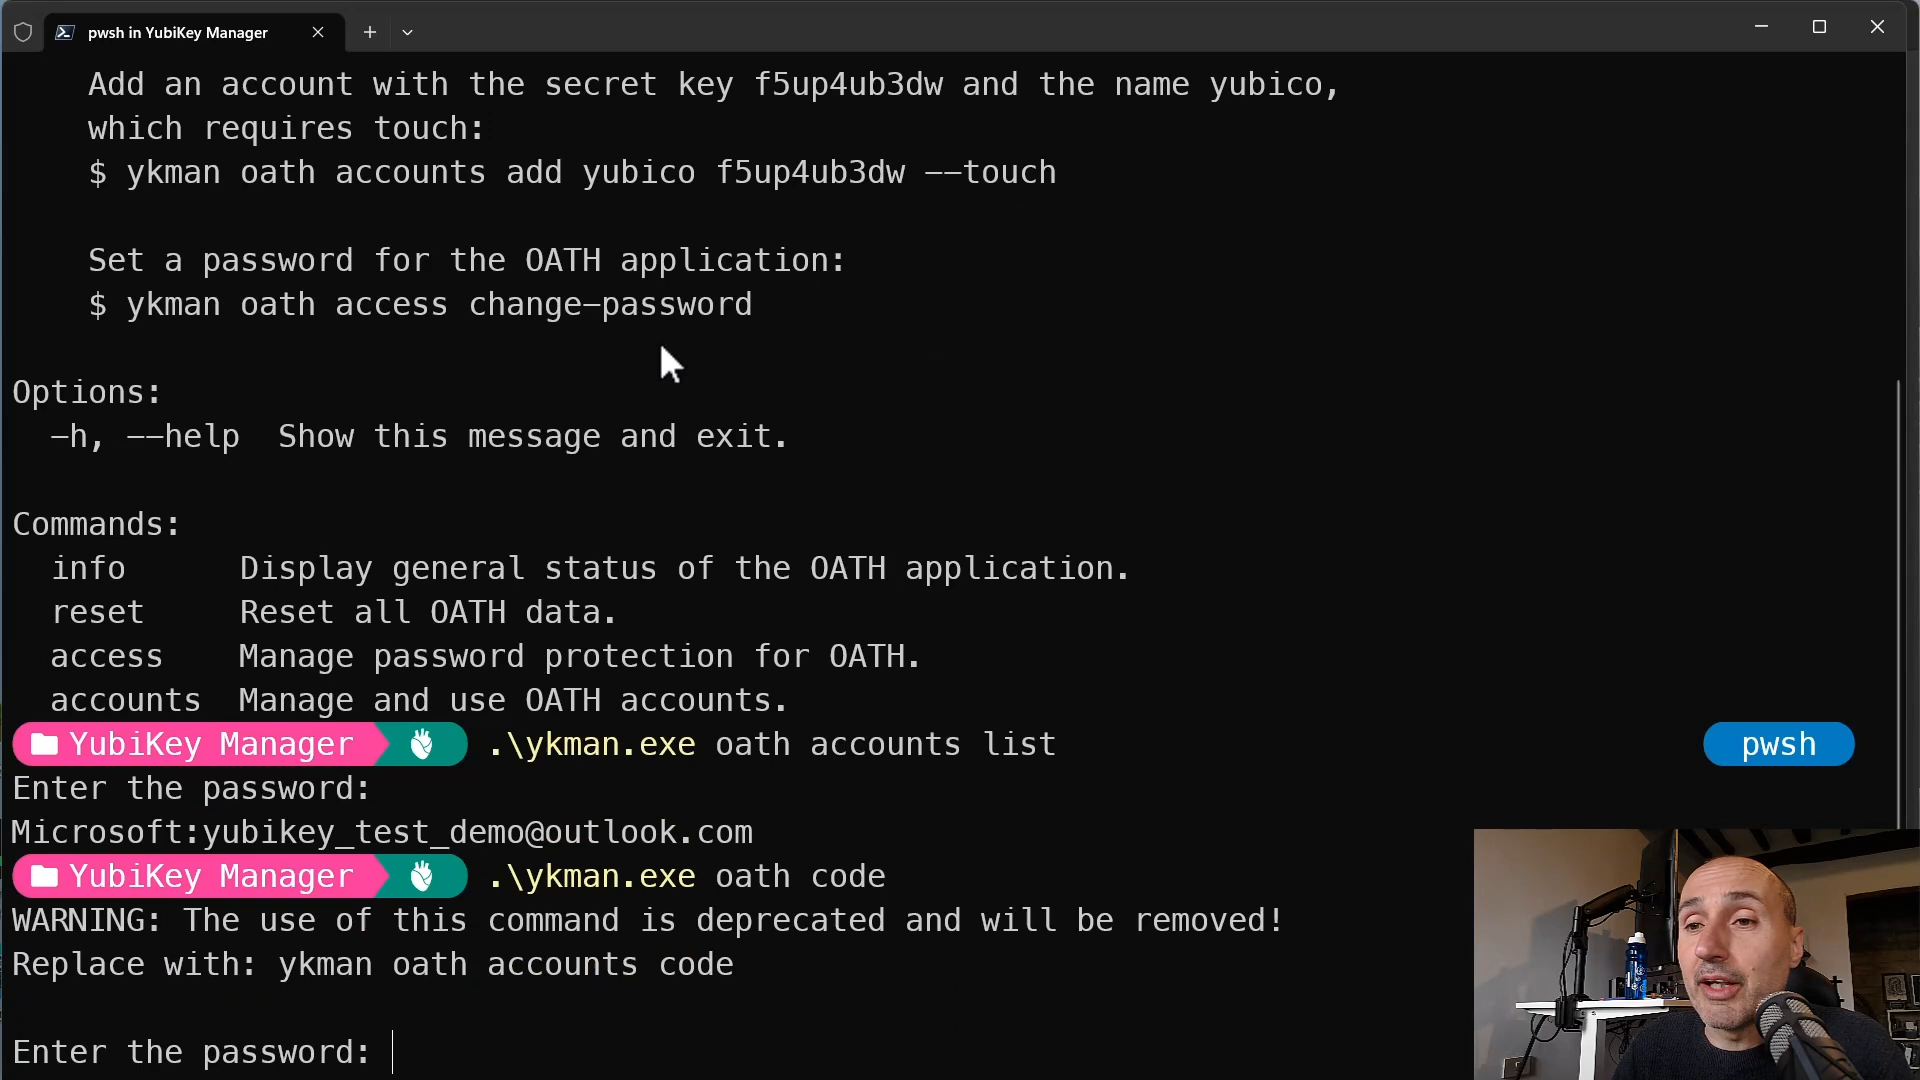 pwsh in YubiKey Manager
Add an account with the secret key f5up4ub3dw and the name yubico,
which requires touch:
$ ykman oath accounts add yubico f5up4ub3dw --touch
Set a password for the OATH application:
$ ykman oath access change-password
Options:
-h, --help  Show this message and exit.
Commands:
info      Display general status of the OATH application.
reset     Reset all OATH data.
access    Manage password protection for OATH.
accounts  Manage and use OATH accounts.
YubiKey Manager .\ykman.exe oath accounts list pwsh
Enter the password:
Microsoft:yubikey_test_demo@outlook.com
YubiKey Manager .\ykman.exe oath code
WARNING: The use of this command is deprecated and will be removed!
Replace with: ykman oath accounts code
Enter the password: